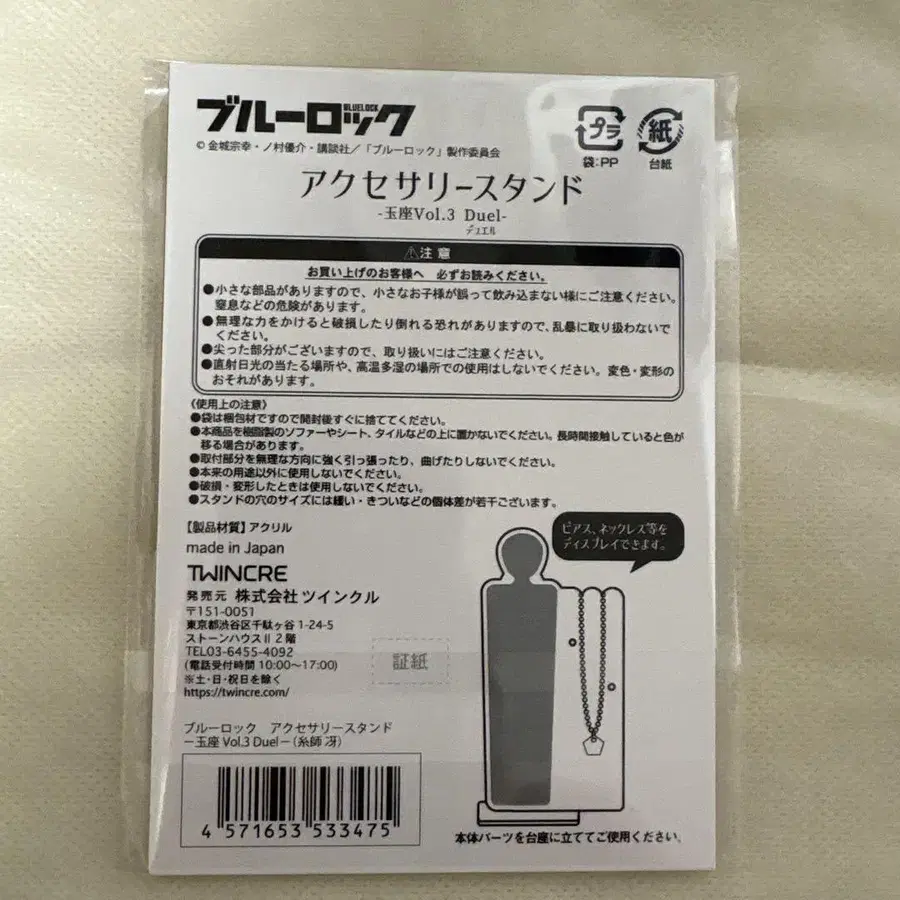 ブルーロック
BLUELOCK
© 金城宗幸・ノ村優介・講談社／「ブルーロック」製作委員会
プラ
袋:PP
紙
台紙
アクセサリースタンド
-玉座Vol.3 Duel-
デュエル
⚠注 意
お買い上げのお客様へ 必ずお読みください。
●小さな部品がありますので、小さなお子様が誤って飲み込まない様にご注意ください。
窒息などの危険があります。
●無理な力をかけると破損したり倒れる恐れがありますので、乱暴に取り扱わないで
ください。
●尖った部分がございますので、取り扱いにはご注意ください。
●直射日光の当たる場所や、高温多湿の場所での使用はしないでください。変色・変形の
おそれがあります。
〈使用上の注意〉
●袋は梱包材ですので開封後すぐに捨ててください。
●本商品を樹脂製のソファーやシート、タイルなどの上に置かないでください。長時間接触していると色が
移る場合があります。
●取付部分を無理な方向に強く引っ張ったり、曲げたりしないでください。
●本来の用途以外に使用しないでください。
●破損・変形したときは使用しないでください。
●スタンドの穴のサイズには緩い・きついなどの個体差が若干ございます。
【製品材質】アクリル
made in Japan
TWINCRE
発売元 株式会社ツインクル
〒151-0051
東京都渋谷区千駄ヶ谷1-24-5
ストーンハウスⅡ2階
TEL03-6455-4092
(電話受付時間 10:00〜17:00)
※土・日・祝日を除く
https://twincre.com/
証紙
ピアス、ネックレス等を
ディスプレイできます。
ブルーロック アクセサリースタンド
－玉座 Vol.3 Duel－(糸師 冴)
4 571653 533475
本体パーツを台座に立ててご使用ください。